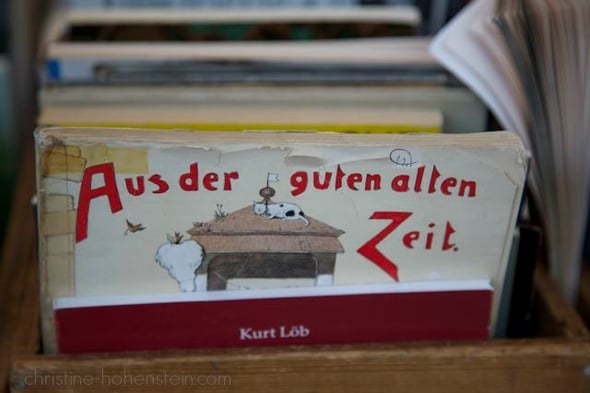 Aus der guten alten
Zeit.
Kurt Löb
christine-hohenstein.com